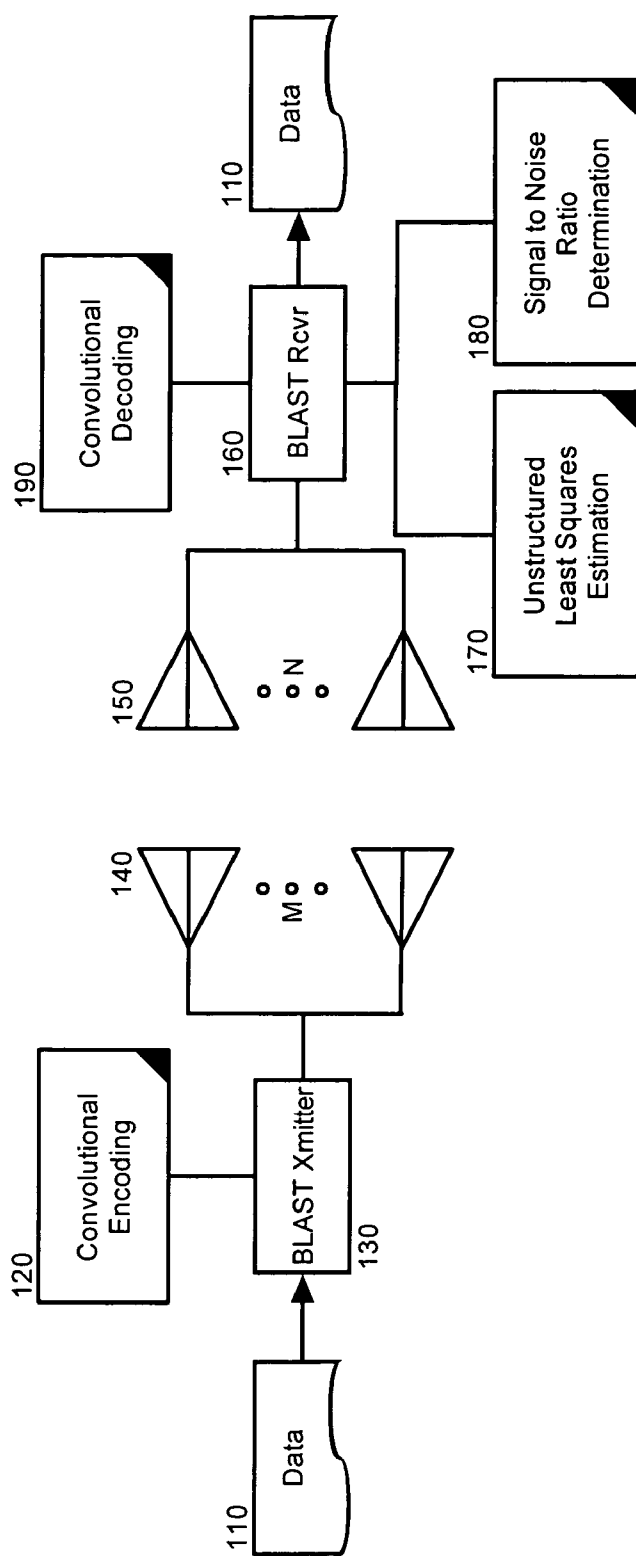 110
Data
120
Convolutional
Encoding
BLAST Xmitter
130
140
M
150
N
190
Convolutional
Decoding
160
BLAST Rcvr
110
Data
170
Unstructured
Least Squares
Estimation
180
Signal to Noise
Ratio
Determination